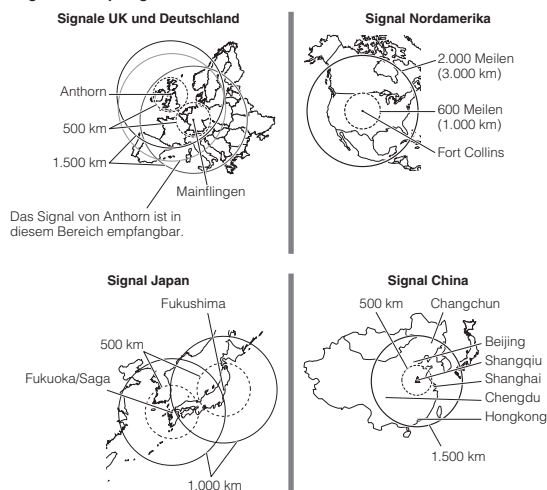 Signale UK und Deutschland
Anthorn
500 km
1.500 km
Mainflingen
Das Signal von Anthorn ist in
diesem Bereich empfangbar.
Signal Nordamerika
2.000 Meilen
(3.000 km)
600 Meilen
(1.000 km)
Fort Collins
Signal Japan
Fukushima
500 km
Fukuoka/Saga
1.000 km
Signal China
500 km
Changchun
Beijing
Shangqiu
Shanghai
Chengdu
Hongkong
1.500 km